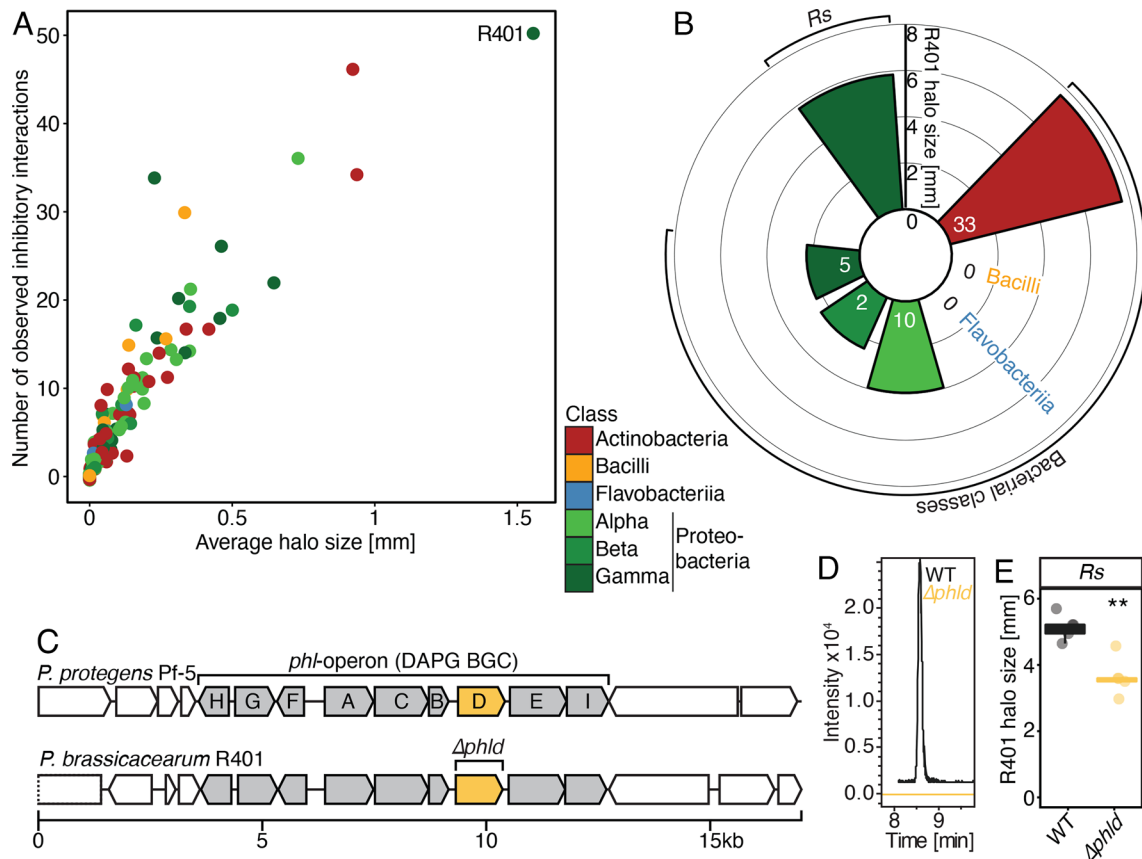 A
Number of observed inhibitory interactions
50
40
30
20
10
0
R401
0
0.5
1
1.5
Average halo size [mm]
Class
Actinobacteria
Bacilli
Flavobacteriia
Alpha
Beta
Gamma
Proteo-
bacteria
B
Rs
8
6
4
2
0
R401 halo size [mm]
33
0
Bacilli
0
Flavobacteriia
10
2
5
Bacterial classes
C
phl-operon (DAPG BGC)
P. protegens Pf-5
H G F A C B D E I
Δphld
P. brassicacearum R401
0 5 10 15kb
D
WT
Δphld
Intensity x10⁴
2.0
1.5
1.0
0.5
0.0
8 9
Time [min]
E
Rs
**
R401 halo size [mm]
6
4
2
0
WT
Δphld